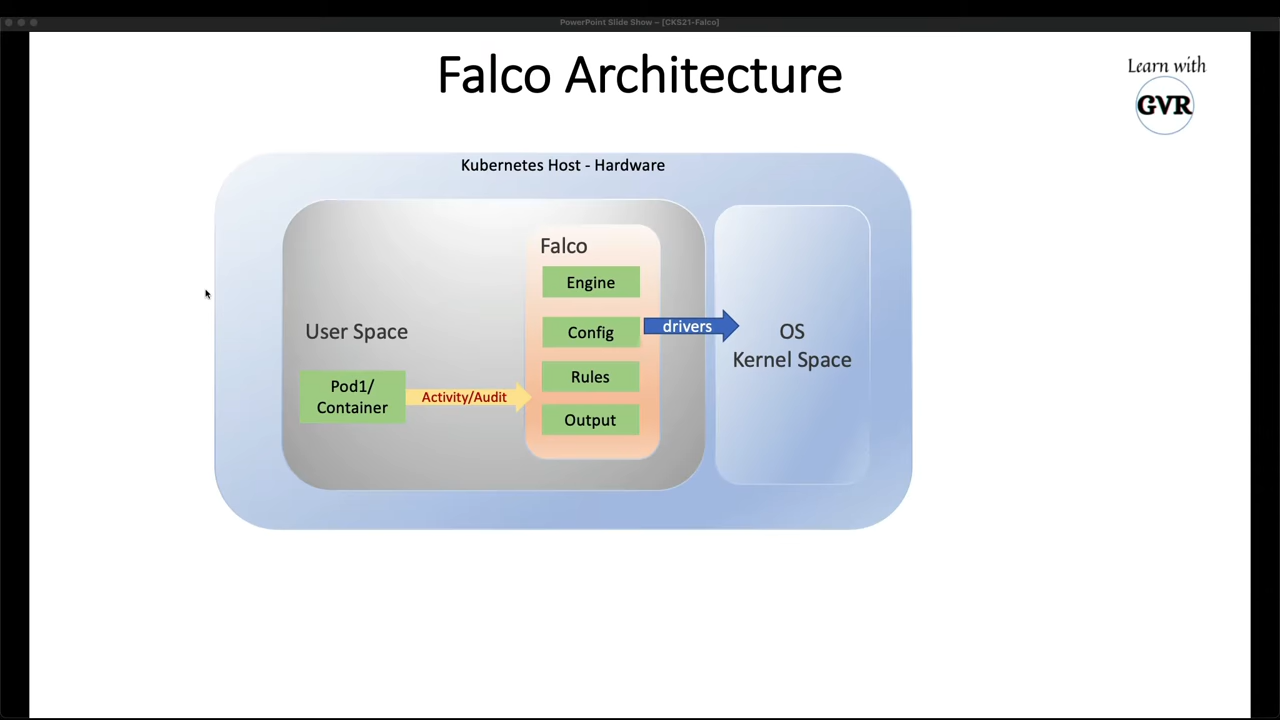 PowerPoint Slide Show – [CKS21-Falco]
Falco Architecture
Learn with
GVR
Kubernetes Host - Hardware
Falco
Engine
Config
drivers
Rules
Output
User Space
Pod1/
Container
Activity/Audit
OS
Kernel Space